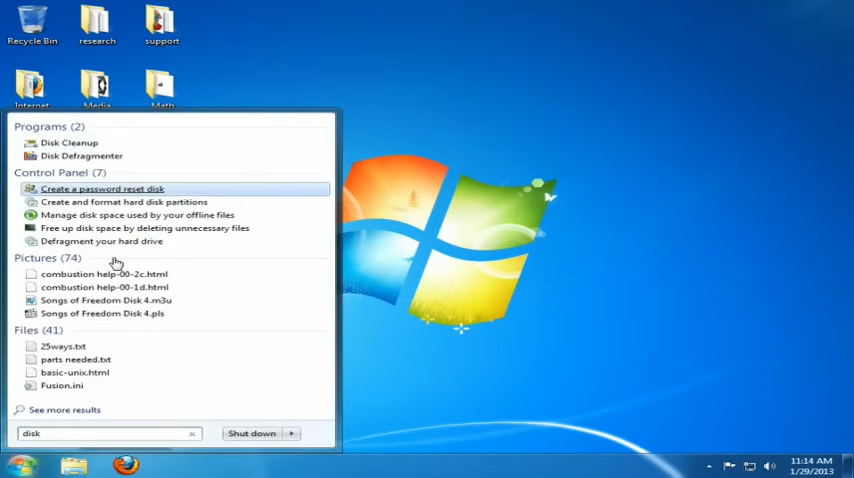 Recycle Bin
research
support
Internet
Media
Math
Programs (2)
Disk Cleanup
Disk Defragmenter
Control Panel (7)
Create a password reset disk
Create and format hard disk partitions
Manage disk space used by your offline files
Free up disk space by deleting unnecessary files
Defragment your hard drive
Pictures (74)
combustion help-00-2c.html
combustion help-00-1d.html
Songs of Freedom Disk 4.m3u
Songs of Freedom Disk 4.pls
Files (41)
25ways.txt
parts needed.txt
basic-unix.html
Fusion.ini
See more results
disk
Shut down
11:14 AM
1/29/2013